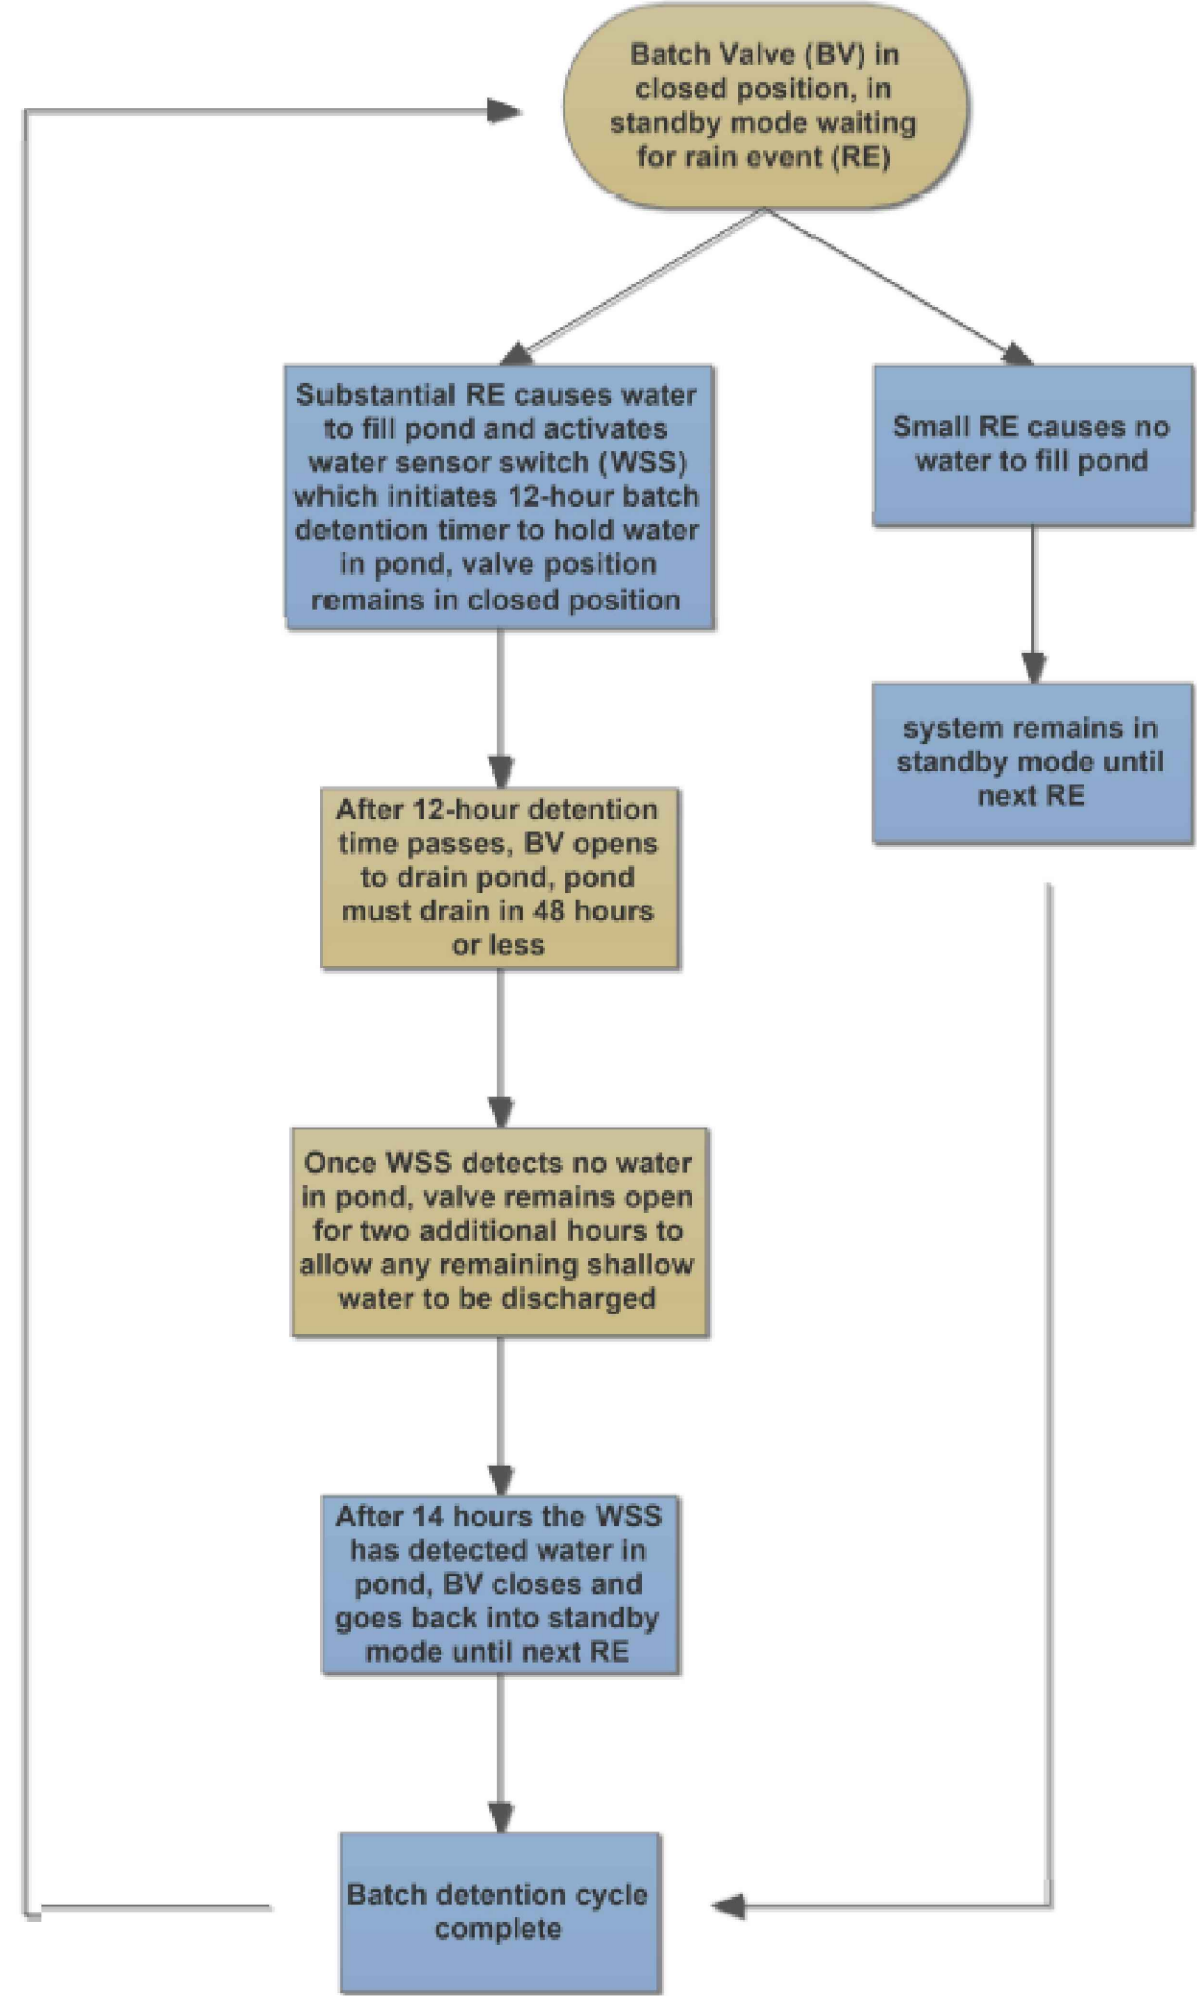 Batch Valve (BV) in
closed position, in
standby mode waiting
for rain event (RE)
Substantial RE causes water
to fill pond and activates
water sensor switch (WSS)
which initiates 12-hour batch
detention timer to hold water
in pond, valve position
remains in closed position
Small RE causes no
water to fill pond
system remains in
standby mode until
next RE
After 12-hour detention
time passes, BV opens
to drain pond, pond
must drain in 48 hours
or less
Once WSS detects no water
in pond, valve remains open
for two additional hours to
allow any remaining shallow
water to be discharged
After 14 hours the WSS
has detected water in
pond, BV closes and
goes back into standby
mode until next RE
Batch detention cycle
complete